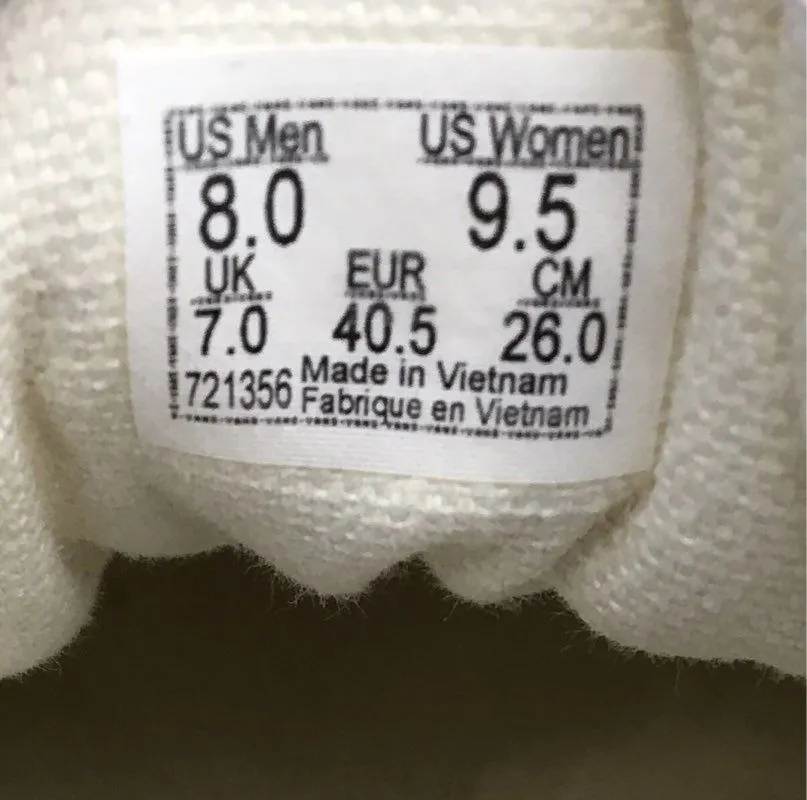 US Men US Women
8.0 9.5
UK EUR CM
7.0 40.5 26.0
721356 Made in Vietnam
Fabrique en Vietnam